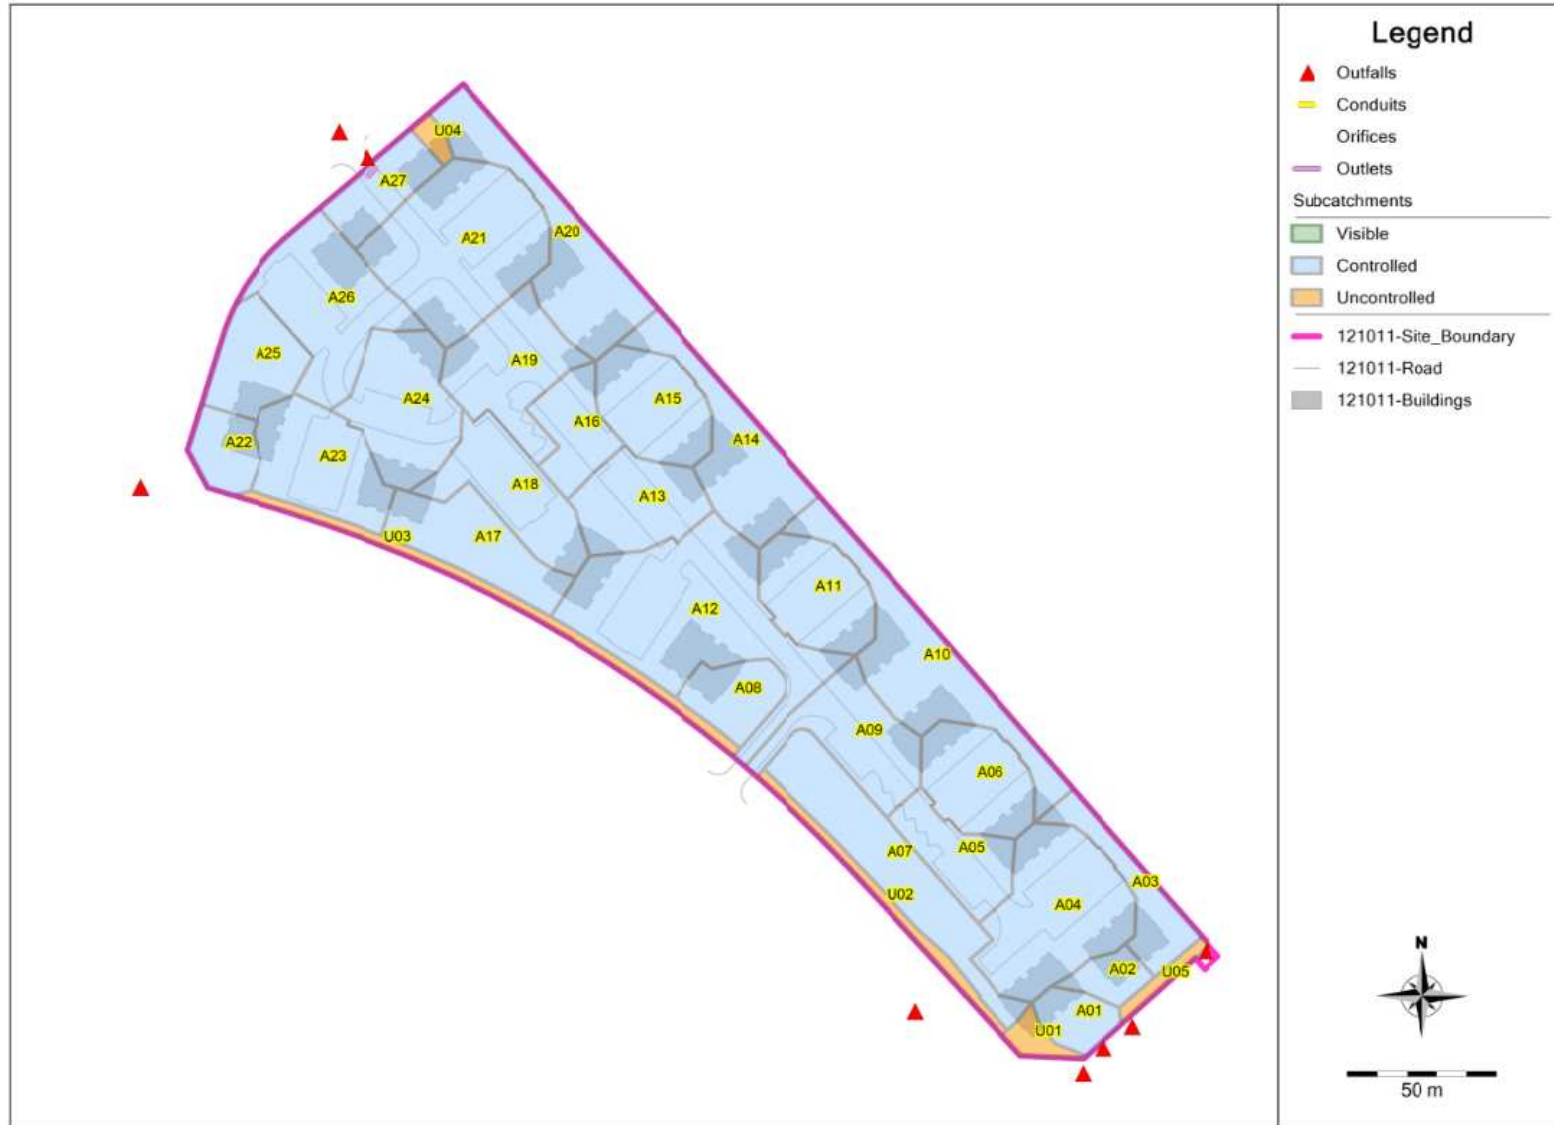 Legend
Outfalls
Conduits
Orifices
Outlets
Subcatchments
Visible
Controlled
Uncontrolled
121011-Site_Boundary
121011-Road
121011-Buildings
U04
A27
A20
A21
A26
A25
A19
A24
A15
A16
A14
A22
A23
A18
A13
U03
A17
A11
A12
A10
A08
A09
A06
A07
A05
U02
A03
A04
A02
U05
A01
U01
N
50 m